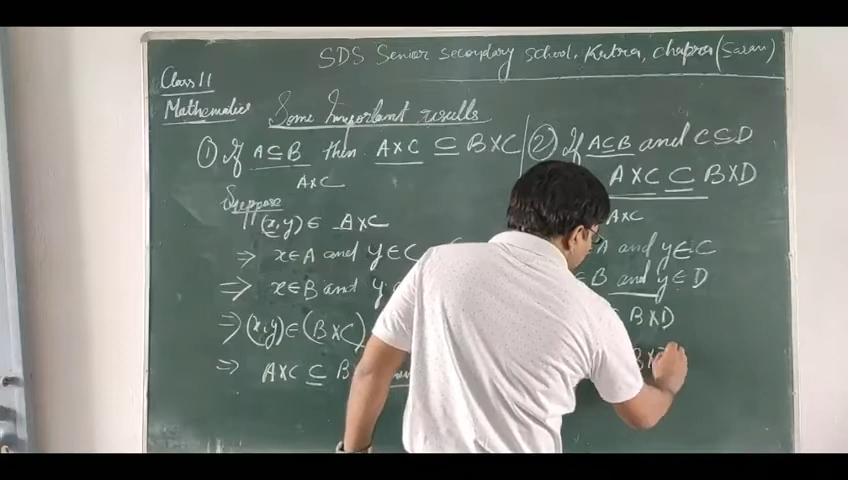 SDS Senior Secondary school, Kutra, chapra (Saran)
Class 11
Mathematics
Some Important results
① If A⊆B then A×C ⊆ B×C
A×C
Suppose
(x,y)∈ A×C
⇒ x∈A and y∈C
⇒ x∈B and y
⇒ (x,y)∈(B×C)
⇒ A×C ⊆ B
② If A⊆B and C⊆D
A×C ⊆ B×D
A×C
A and y∈C
∈B and y∈D
B×D
B×D